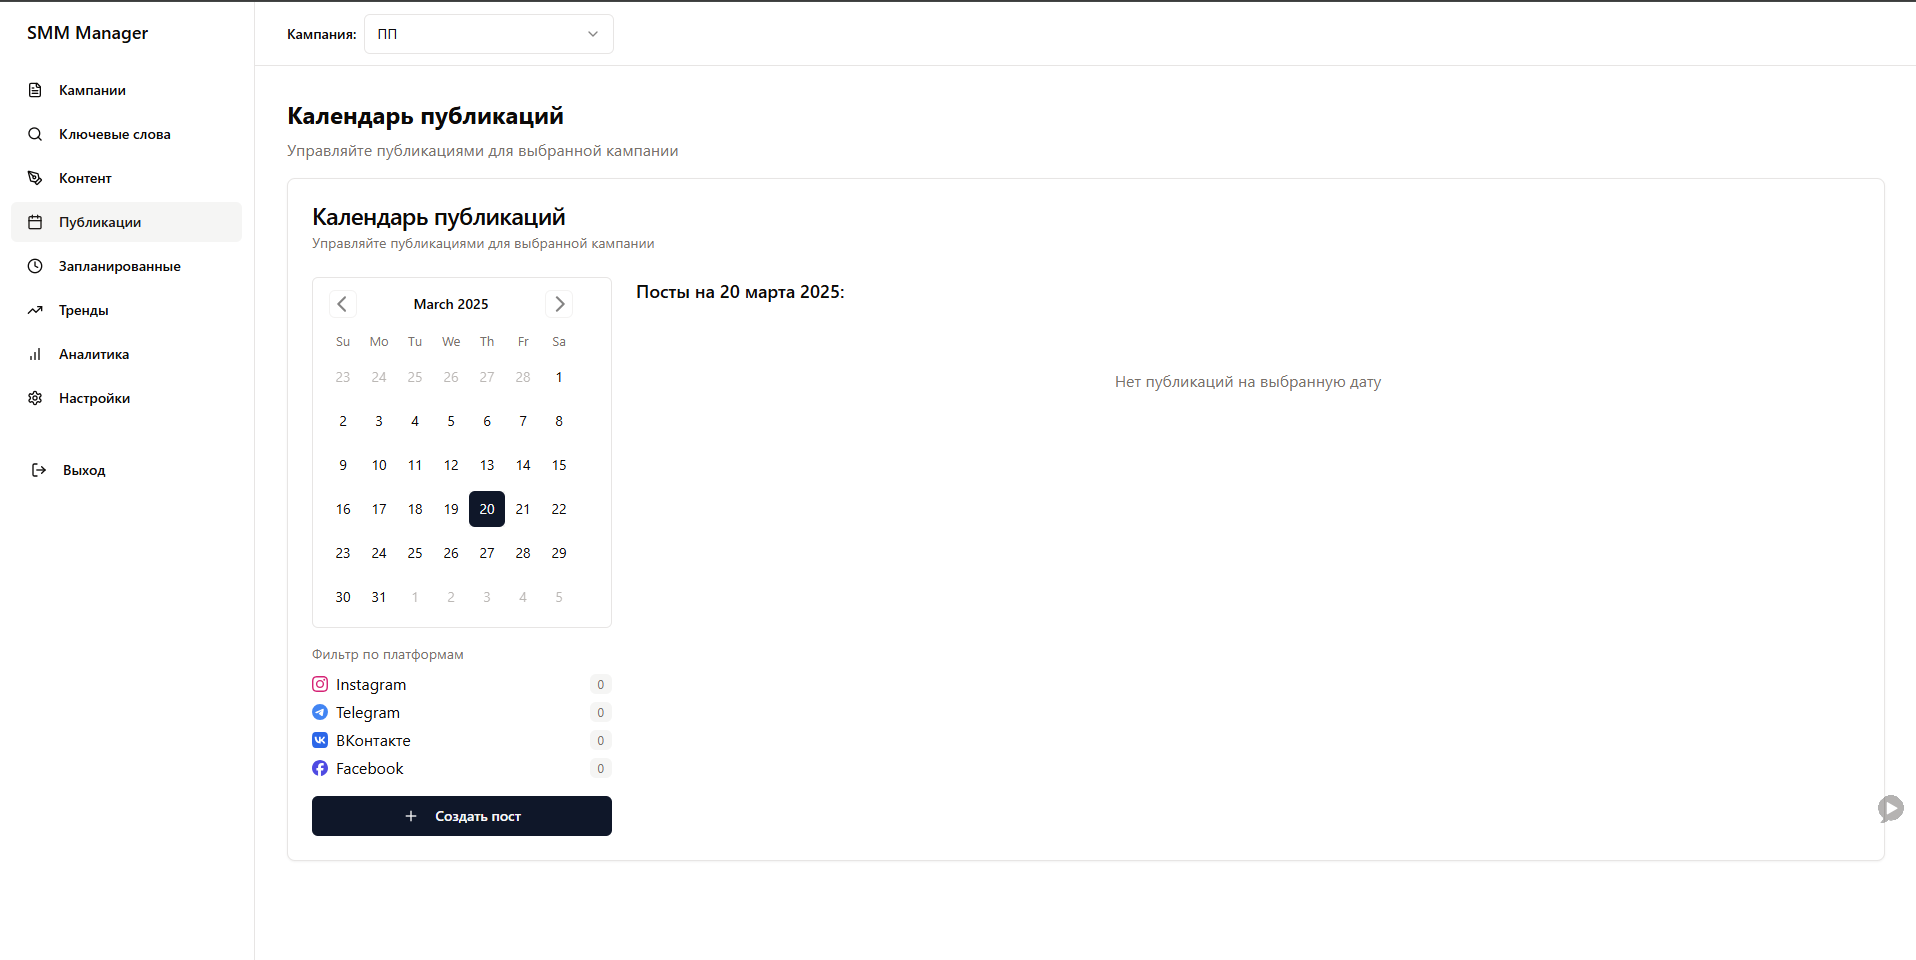 SMM Manager
Кампании
Ключевые слова
Контент
Публикации
Запланированные
Тренды
Аналитика
Настройки
Выход
Кампания: ПП
Календарь публикаций
Управляйте публикациями для выбранной кампании
Календарь публикаций
Управляйте публикациями для выбранной кампании
March 2025
Su Mo Tu We Th Fr Sa
23 24 25 26 27 28 1
2 3 4 5 6 7 8
9 10 11 12 13 14 15
16 17 18 19 20 21 22
23 24 25 26 27 28 29
30 31 1 2 3 4 5
Фильтр по платформам
Instagram 0
Telegram 0
ВКонтакте 0
Facebook 0
+ Создать пост
Посты на 20 марта 2025:
Нет публикаций на выбранную дату